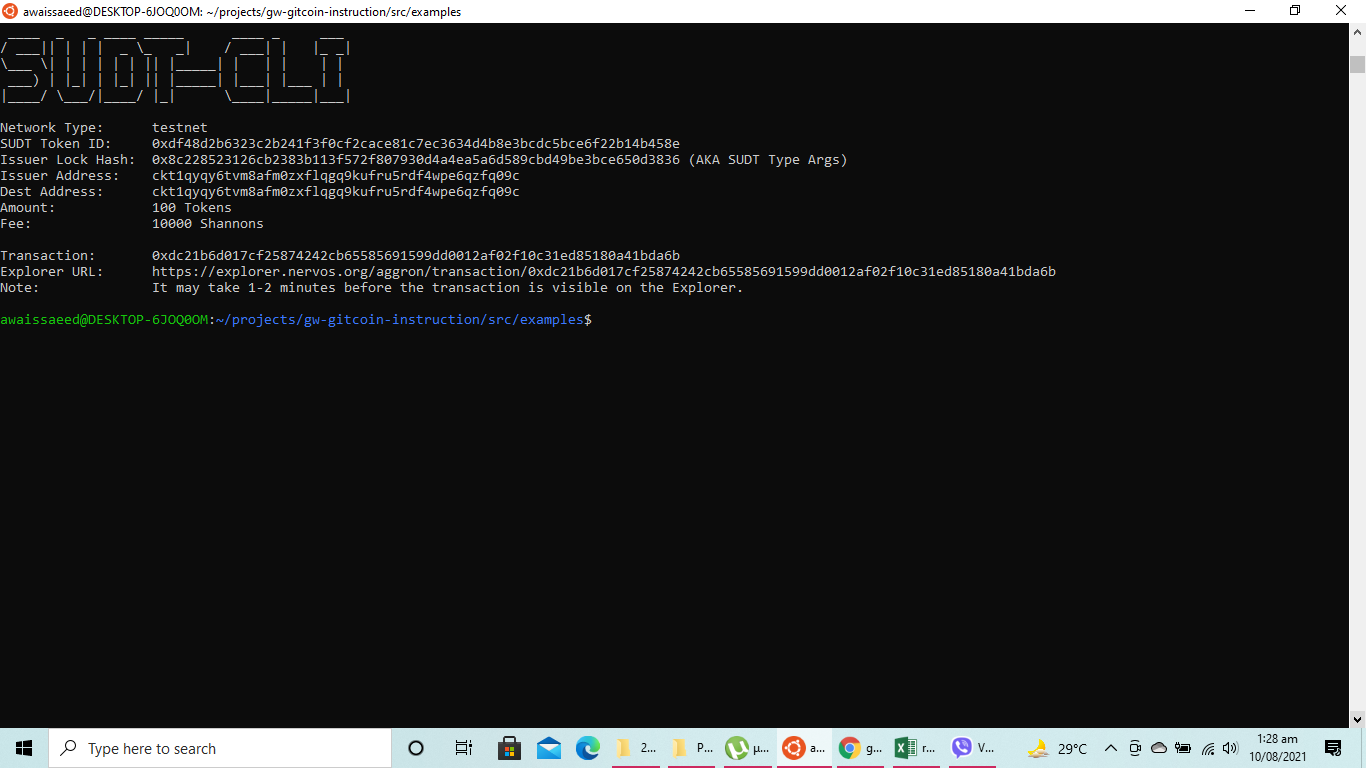 awaissaeed@DESKTOP-6JOQ0OM: ~/projects/gw-gitcoin-instruction/src/examples
SUDT-CLI
Network Type: testnet
SUDT Token ID: 0xdf48d2b6323c2b241f3f0cf2cace81c7ec3634d4b8e3bcdc5bce6f22b14b458e
Issuer Lock Hash: 0x8c228523126cb2383b113f572f807930d4a4ea5a6d589cbd49be3bce650d3836 (AKA SUDT Type Args)
Issuer Address: ckt1qyqy6tvm8afm0zxflqgq9kufru5rdf4wpe6qzfq09c
Dest Address: ckt1qyqy6tvm8afm0zxflqgq9kufru5rdf4wpe6qzfq09c
Amount: 100 Tokens
Fee: 10000 Shannons
Transaction: 0xdc21b6d017cf25874242cb65585691599dd0012af02f10c31ed85180a41bda6b
Explorer URL: https://explorer.nervos.org/aggron/transaction/0xdc21b6d017cf25874242cb65585691599dd0012af02f10c31ed85180a41bda6b
Note: It may take 1-2 minutes before the transaction is visible on the Explorer.
awaissaeed@DESKTOP-6JOQ0OM:~/projects/gw-gitcoin-instruction/src/examples$
Type here to search
2...
P...
µ...
a...
g...
r...
V...
29°C
1:28 am
10/08/2021